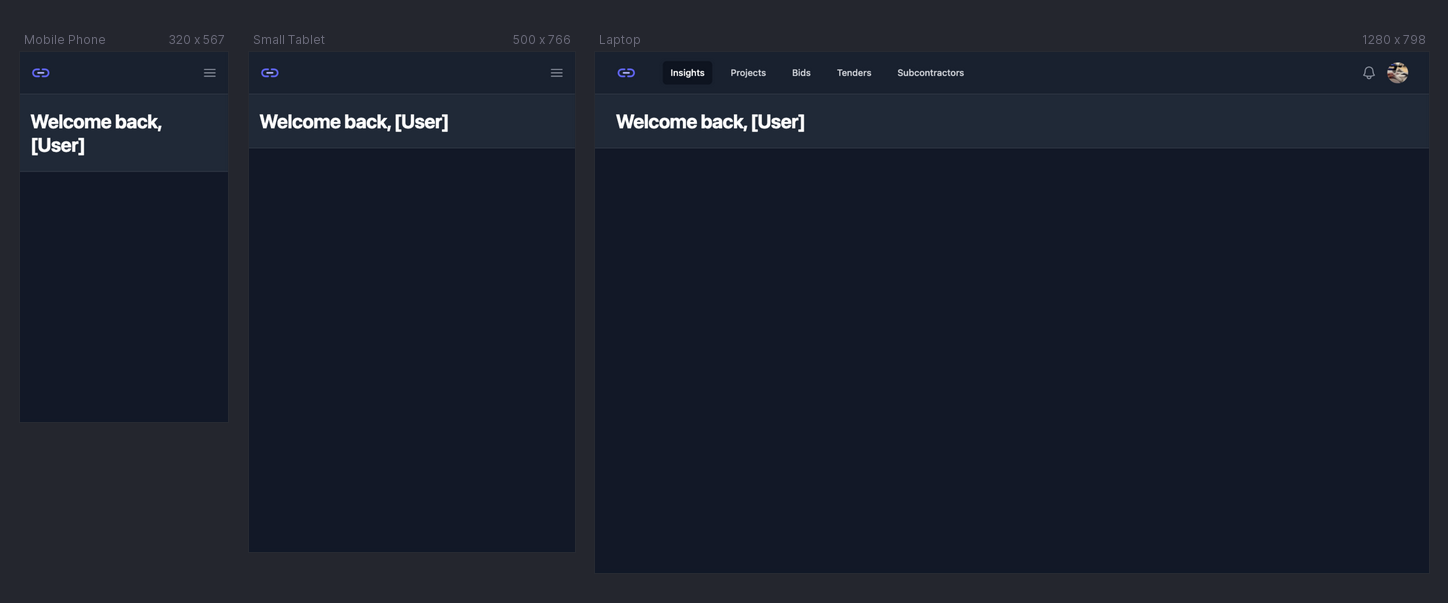 Mobile Phone 320 x 567
Welcome back,
[User]
Small Tablet 500 x 766
Welcome back, [User]
Laptop 1280 x 798
Insights Projects Bids Tenders Subcontractors
Welcome back, [User]